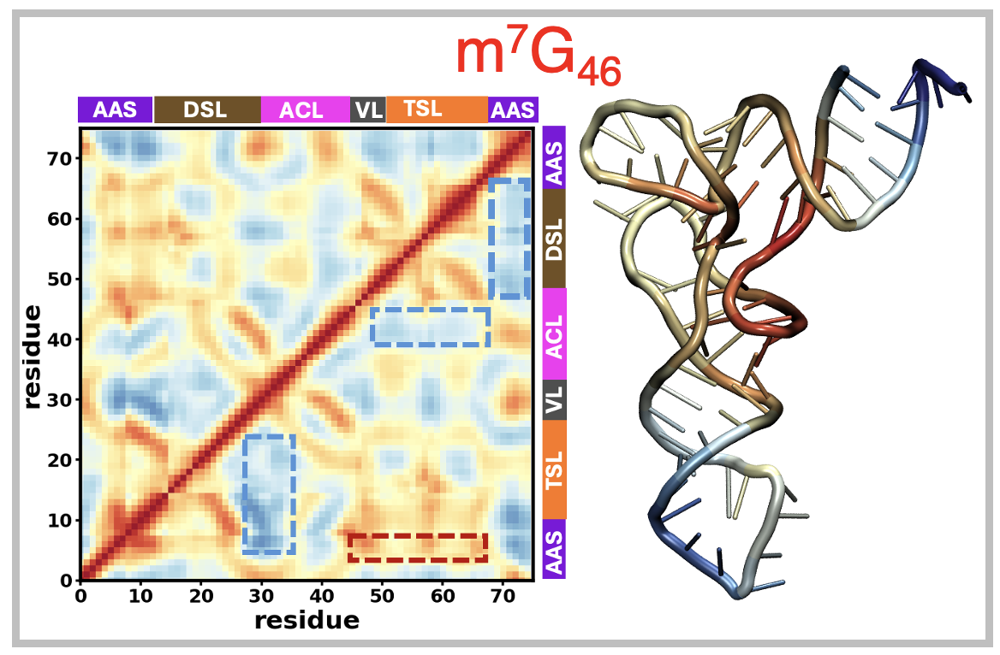 m⁷G₄₆
AAS DSL ACL VL TSL AAS
70
60
50
40
30
20
10
0
residue
0 10 20 30 40 50 60 70
residue
AAS
DSL
ACL
VL
TSL
AAS